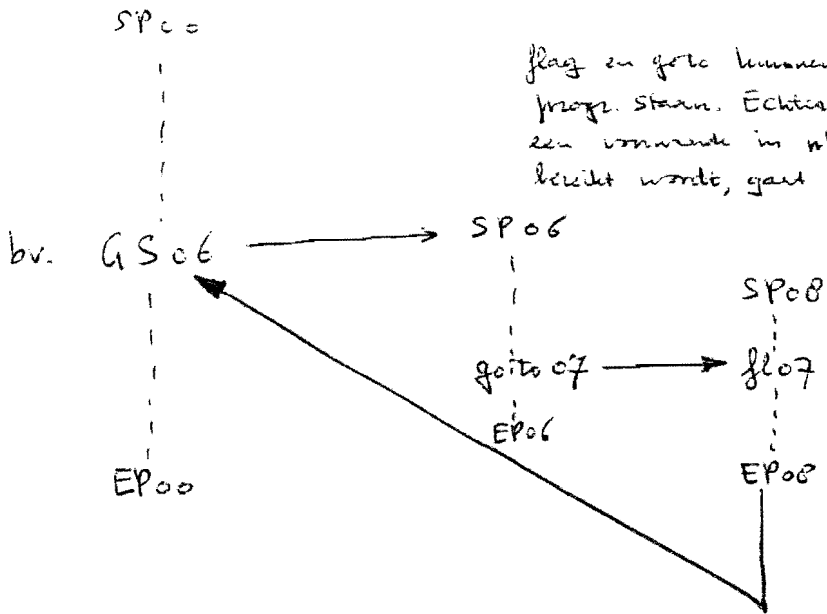 SP00
flag en goto kunnen
progr. staan. Echter
een voorwaarde in
bereikt wordt, gaat
bv. GS06 SP06
SP08
goto 07 fl07
EP06
EP00 EP08